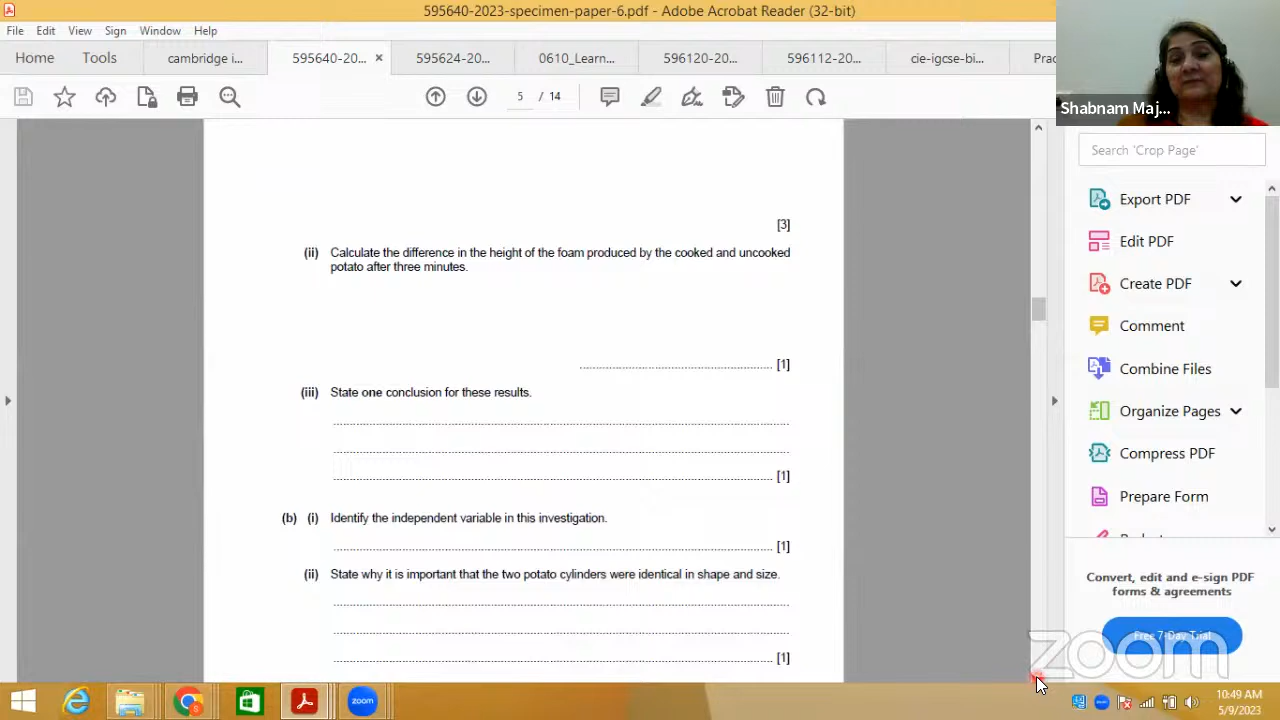 595640-2023-specimen-paper-6.pdf - Adobe Acrobat Reader (32-bit)
File Edit View Sign Window Help
Home Tools cambridge i... 595640-20... × 595624-20... 0610_Learn... 596120-20... 596112-20... cie-igcse-bi... Prac
5 / 14
Shabnam Maj...
Search 'Crop Page'
[3]
(ii) Calculate the difference in the height of the foam produced by the cooked and uncooked
potato after three minutes.
[1]
(iii) State one conclusion for these results.
[1]
(b) (i) Identify the independent variable in this investigation.
[1]
(ii) State why it is important that the two potato cylinders were identical in shape and size.
[1]
Export PDF
Edit PDF
Create PDF
Comment
Combine Files
Organize Pages
Compress PDF
Prepare Form
Convert, edit and e-sign PDF
forms & agreements
Free 7-Day Trial
zoom
zoom
10:49 AM
5/9/2023